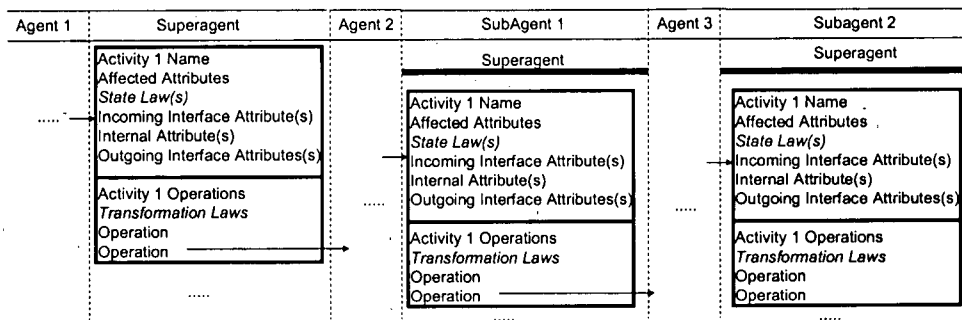 Agent 1 Superagent Agent 2 SubAgent 1 Agent 3 Subagent 2
Superagent Superagent
Activity 1 Name
Affected Attributes
State Law(s)
..... Incoming Interface Attribute(s)
Internal Attribute(s)
Outgoing Interface Attributes(s)
Activity 1 Operations
Transformation Laws
Operation
Operation
.....
.....
Activity 1 Name
Affected Attributes
State Law(s)
Incoming Interface Attribute(s)
Internal Attribute(s)
Outgoing Interface Attributes(s)
Activity 1 Operations
Transformation Laws
Operation
Operation
.....
.....
Activity 1 Name
Affected Attributes
State Law(s)
Incoming Interface Attribute(s)
Internal Attribute(s)
Outgoing Interface Attributes(s)
Activity 1 Operations
Transformation Laws
Operation
Operation
.....